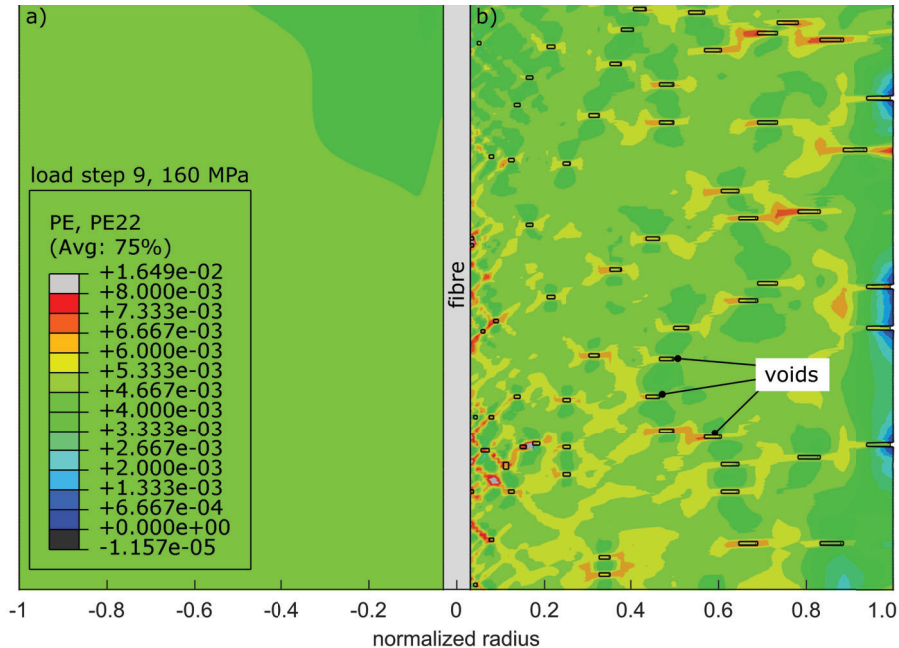 a)
b)
load step 9, 160 MPa
PE, PE22
(Avg: 75%)
+1.649e-02
+8.000e-03
+7.333e-03
+6.667e-03
+6.000e-03
+5.333e-03
+4.667e-03
+4.000e-03
+2.667e-03
+2.000e-03
+1.333e-03
+6.667e-04
+0.000e+00
-1.157e-05
fibre
voids
-1 -0.8 -0.6 -0.4 -0.2 0 0.2 0.4 0.6 0.8 1.0
normalized radius